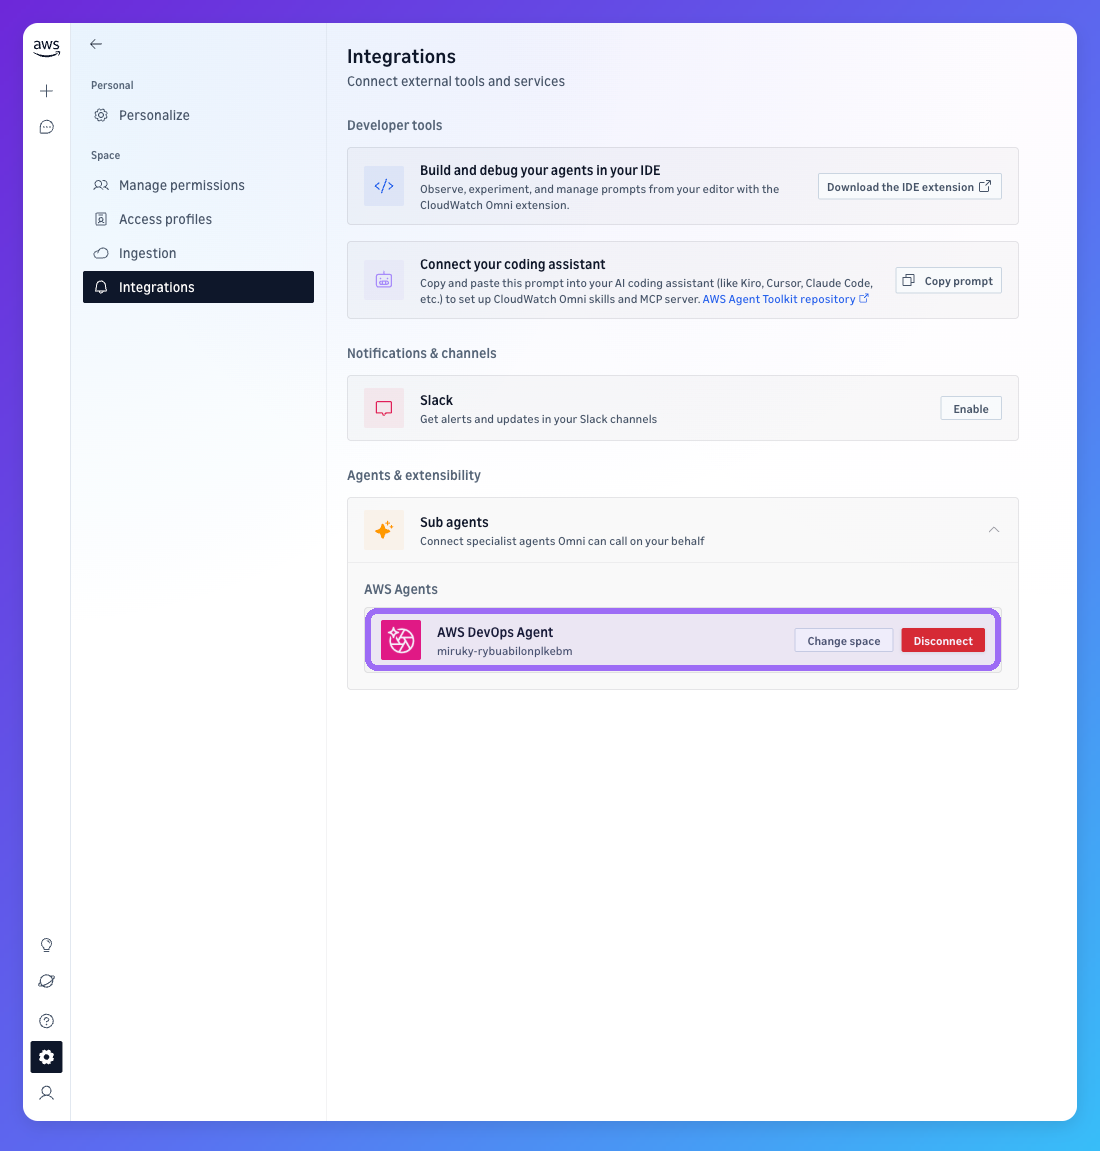 aws
Personal
Personalize
Space
Manage permissions
Access profiles
Ingestion
Integrations
Integrations
Connect external tools and services
Developer tools
Build and debug your agents in your IDE
Observe, experiment, and manage prompts from your editor with the
CloudWatch Omni extension.
Download the IDE extension
Connect your coding assistant
Copy and paste this prompt into your AI coding assistant (like Kiro, Cursor, Claude Code,
etc.) to set up CloudWatch Omni skills and MCP server. AWS Agent Toolkit repository
Copy prompt
Notifications & channels
Slack
Get alerts and updates in your Slack channels
Enable
Agents & extensibility
Sub agents
Connect specialist agents Omni can call on your behalf
AWS Agents
AWS DevOps Agent
miruky-rybuabilonplkebm
Change space
Disconnect